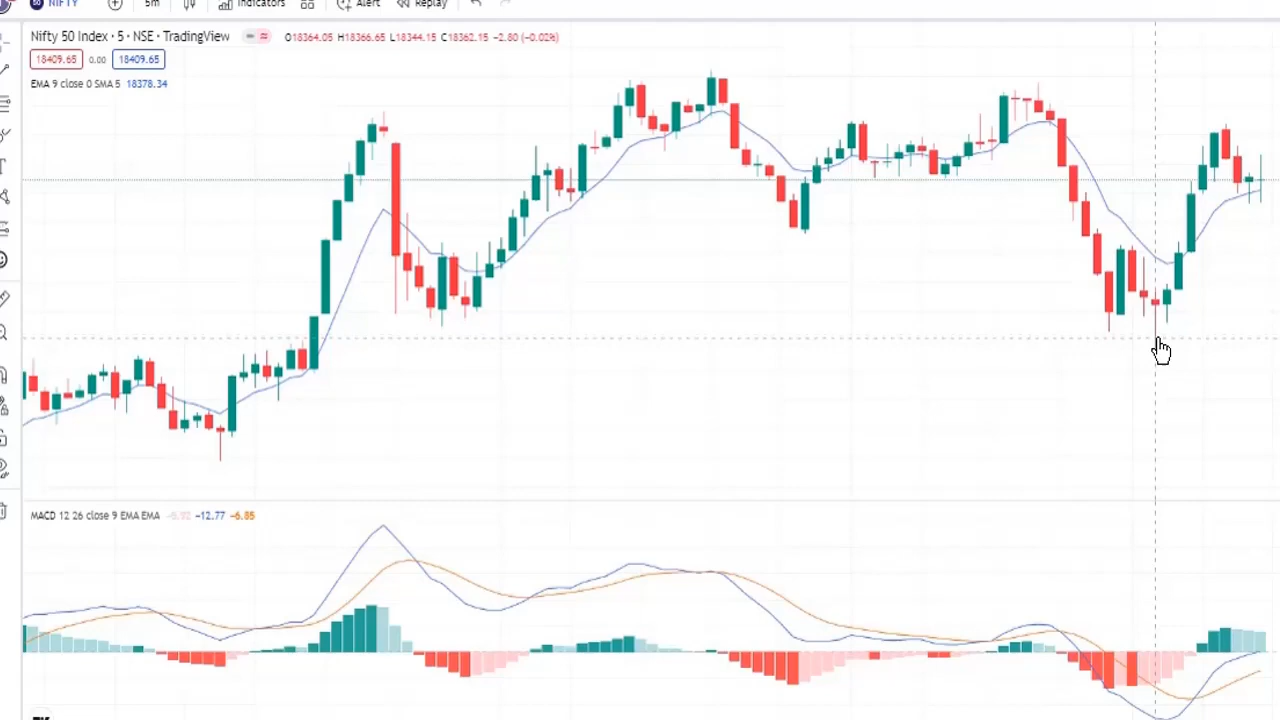 NIFTY 5m Indicators Alert Replay
Nifty 50 Index · 5 · NSE · TradingView O18364.05 H18366.65 L18344.15 C18362.15 −2.80 (−0.02%)
18409.65 0.00 18409.65
EMA 9 close 0 SMA 5 18378.34
MACD 12 26 close 9 EMA EMA −12.77 −6.85